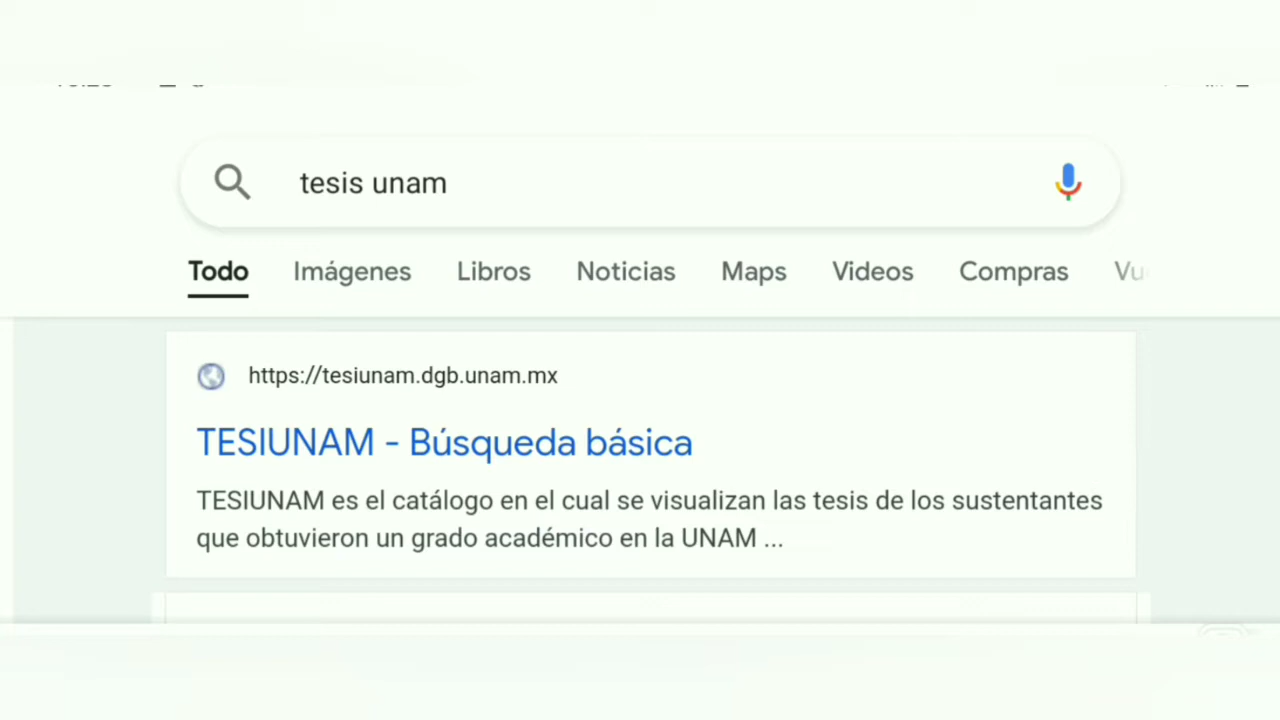 tesis unam
Todo Imágenes Libros Noticias Maps Videos Compras
https://tesiunam.dgb.unam.mx
TESIUNAM - Búsqueda básica
TESIUNAM es el catálogo en el cual se visualizan las tesis de los sustentantes
que obtuvieron un grado académico en la UNAM ...